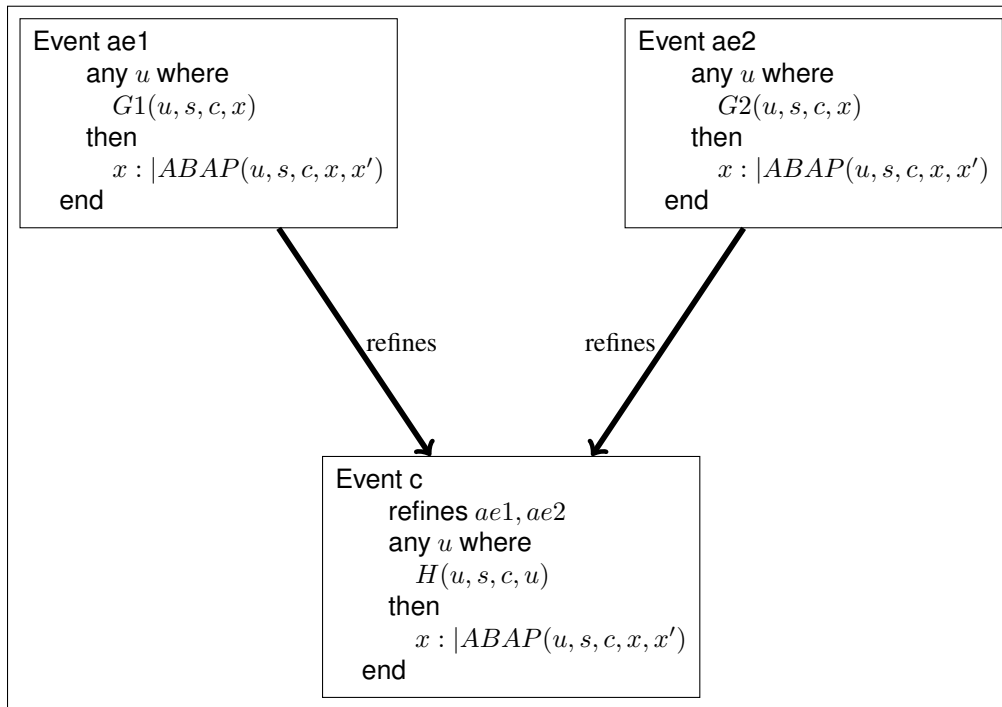 Event ae1
any u where
G1(u, s, c, x)
then
x : |ABAP(u, s, c, x, x′)
end
Event ae2
any u where
G2(u, s, c, x)
then
x : |ABAP(u, s, c, x, x′)
end
refines
refines
Event c
refines ae1, ae2
any u where
H(u, s, c, u)
then
x : |ABAP(u, s, c, x, x′)
end